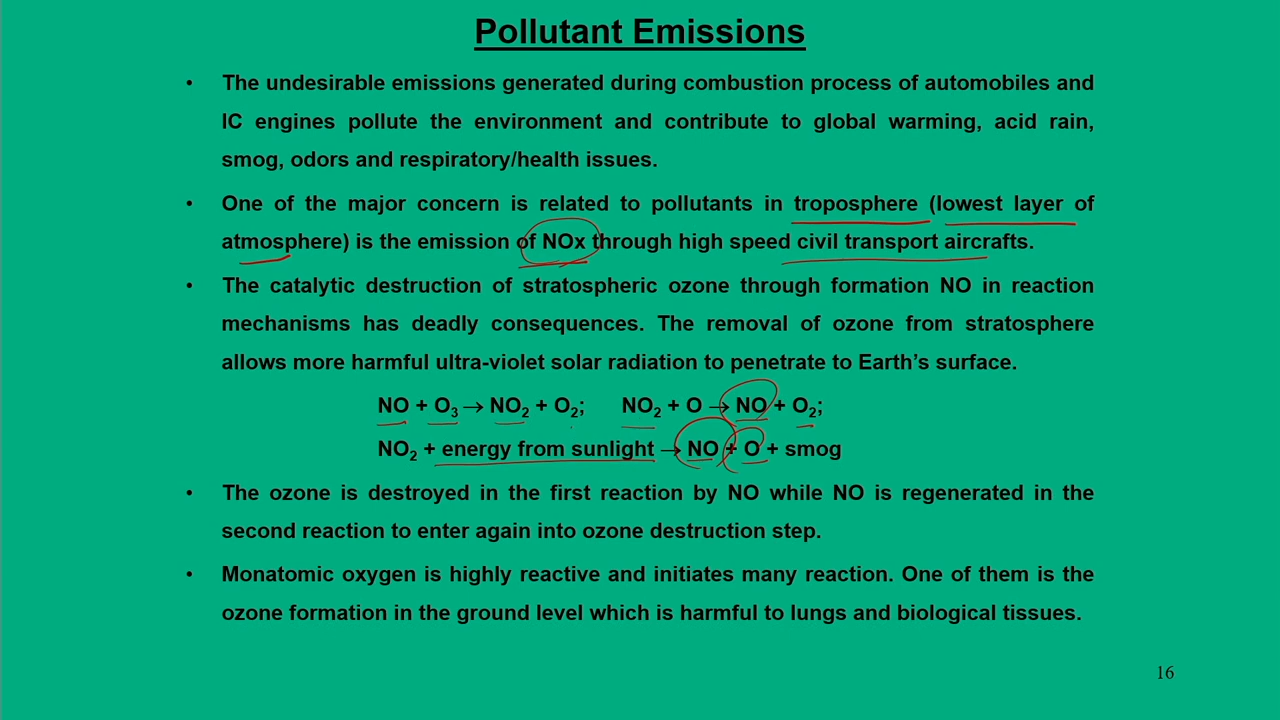 Pollutant Emissions
• The undesirable emissions generated during combustion process of automobiles and
IC engines pollute the environment and contribute to global warming, acid rain,
smog, odors and respiratory/health issues.
• One of the major concern is related to pollutants in troposphere (lowest layer of
atmosphere) is the emission of NOx through high speed civil transport aircrafts.
• The catalytic destruction of stratospheric ozone through formation NO in reaction
mechanisms has deadly consequences. The removal of ozone from stratosphere
allows more harmful ultra-violet solar radiation to penetrate to Earth’s surface.
NO + O₃ → NO₂ + O₂; NO₂ + O → NO + O₂;
NO₂ + energy from sunlight → NO + O + smog
• The ozone is destroyed in the first reaction by NO while NO is regenerated in the
second reaction to enter again into ozone destruction step.
• Monatomic oxygen is highly reactive and initiates many reaction. One of them is the
ozone formation in the ground level which is harmful to lungs and biological tissues.
16